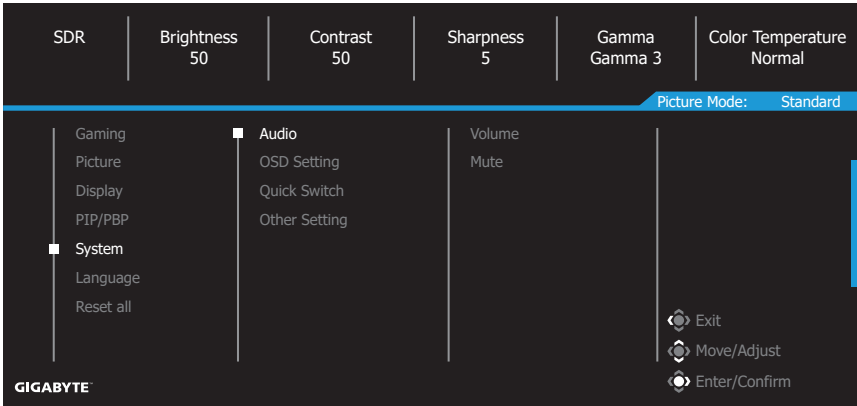 SDR Brightness Contrast Sharpness Gamma Color Temperature
50 50 5 Gamma 3 Normal
Picture Mode: Standard
Gaming Audio Volume
Picture OSD Setting Mute
Display Quick Switch
PIP/PBP Other Setting
System
Language
Reset all
Exit
Move/Adjust
GIGABYTE™ Enter/Confirm